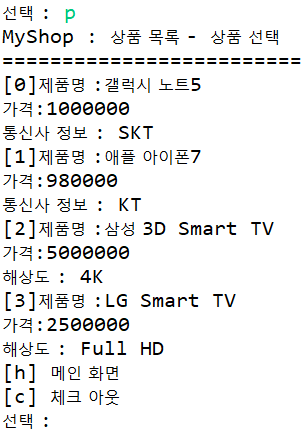 선택 : p
MyShop : 상품 목록 - 상품 선택
=========================
[0]제품명 :갤럭시 노트5
가격:1000000
통신사 정보 : SKT
[1]제품명 :애플 아이폰7
가격:980000
통신사 정보 : KT
[2]제품명 :삼성 3D Smart TV
가격:5000000
해상도 : 4K
[3]제품명 :LG Smart TV
가격:2500000
해상도 : Full HD
[h] 메인 화면
[c] 체크 아웃
선택 :